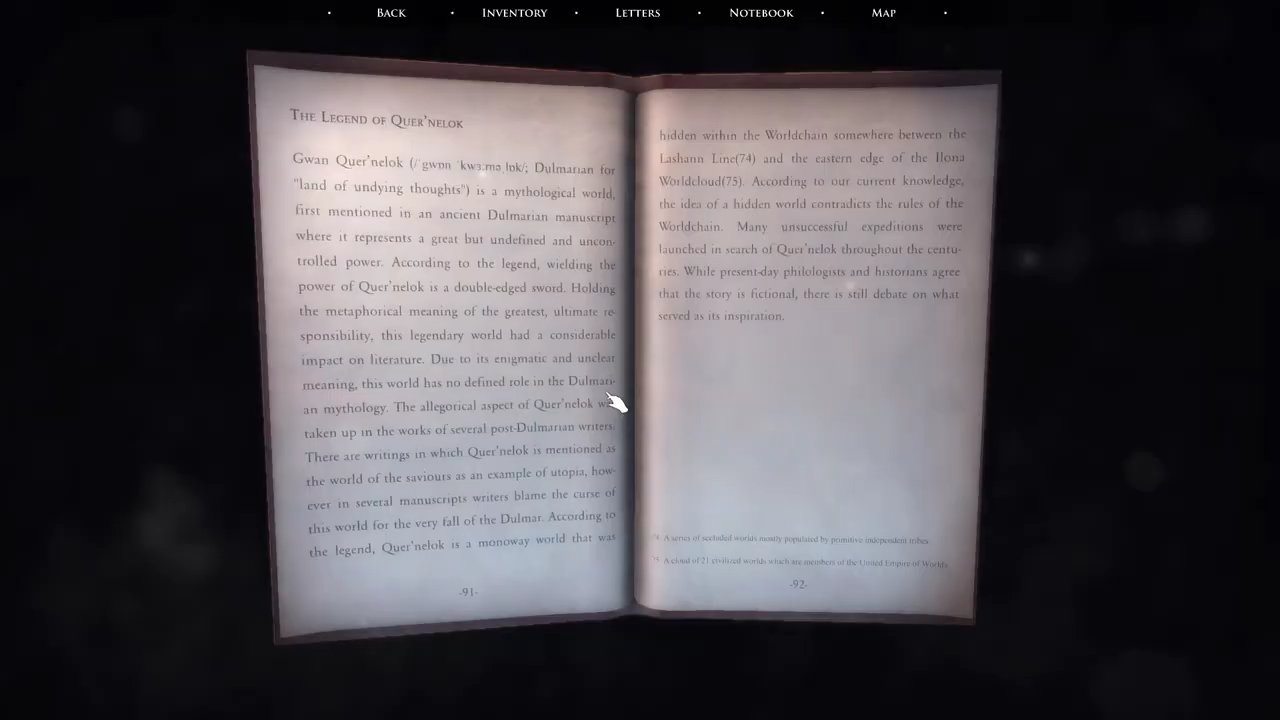 BACK
INVENTORY
LETTERS
NOTEBOOK
MAP
THE LEGEND OF QUER'NELOK
Gwan Quer'nelok (/ˈgwɒn ˈkwɜːnəˌlɒk/; Dulmarian for
"land of undying thoughts") is a mythological world,
first mentioned in an ancient Dulmarian manuscript
where it represents a great but undefined and uncon-
trolled power. According to the legend, wielding the
power of Quer'nelok is a double-edged sword. Holding
the metaphorical meaning of the greatest, ultimate re-
sponsibility, this legendary world had a considerable
impact on literature. Due to its enigmatic and unclear
meaning, this world has no defined role in the Dulmari-
an mythology. The allegorical aspect of Quer'nelok
taken up in the works of several post-Dulmarian writers.
There are writings in which Quer'nelok is mentioned as
the world of the saviours as an example of utopia, how-
ever in several manuscripts writers blame the curse of
this world for the very fall of the Dulmar. According to
the legend, Quer'nelok is a monoway world that was
-91-
hidden within the Worldchain somewhere between the
Lashann Line(74) and the eastern edge of the Ilona
Worldcloud(75). According to our current knowledge,
the idea of a hidden world contradicts the rules of the
Worldchain. Many unsuccessful expeditions were
launched in search of Quer'nelok throughout the centu-
ries. While present-day philologists and historians agree
that the story is fictional, there is still debate on what
served as its inspiration.
74 A series of secluded worlds mostly populated by primitive independent tribes.
75 A cloud of 21 civilized worlds which are members of the United Empire of Worlds.
-92-